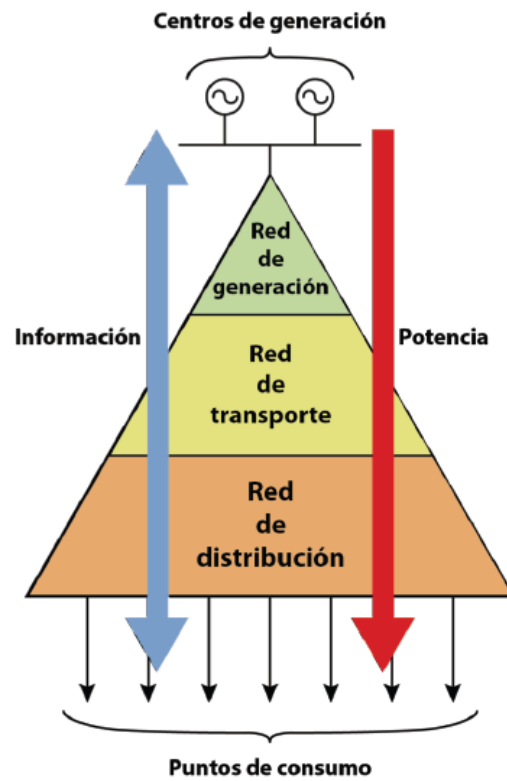 Centros de generación
Red
de
generación
Información
Red
de
transporte
Potencia
Red
de
distribución
Puntos de consumo